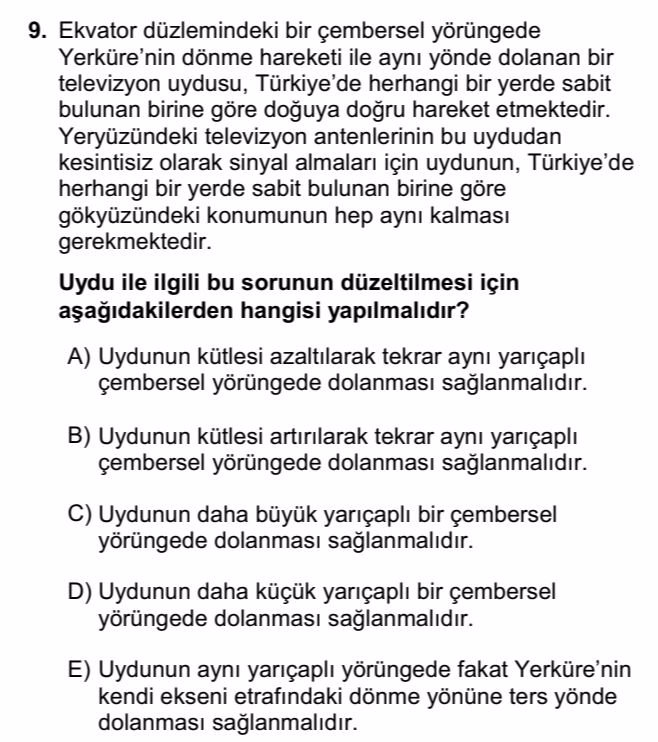 9. Ekvator düzlemindeki bir çembersel yörüngede
Yerküre’nin dönme hareketi ile aynı yönde dolanan bir
televizyon uydusu, Türkiye’de herhangi bir yerde sabit
bulunan birine göre doğuya doğru hareket etmektedir.
Yeryüzündeki televizyon antenlerinin bu uydudan
kesintisiz olarak sinyal almaları için uydunun, Türkiye’de
herhangi bir yerde sabit bulunan birine göre
gökyüzündeki konumunun hep aynı kalması
gerekmektedir.
Uydu ile ilgili bu sorunun düzeltilmesi için
aşağıdakilerden hangisi yapılmalıdır?
A) Uydunun kütlesi azaltılarak tekrar aynı yarıçaplı
çembersel yörüngede dolanması sağlanmalıdır.
B) Uydunun kütlesi artırılarak tekrar aynı yarıçaplı
çembersel yörüngede dolanması sağlanmalıdır.
C) Uydunun daha büyük yarıçaplı bir çembersel
yörüngede dolanması sağlanmalıdır.
D) Uydunun daha küçük yarıçaplı bir çembersel
yörüngede dolanması sağlanmalıdır.
E) Uydunun aynı yarıçaplı yörüngede fakat Yerküre’nin
kendi ekseni etrafındaki dönme yönüne ters yönde
dolanması sağlanmalıdır.